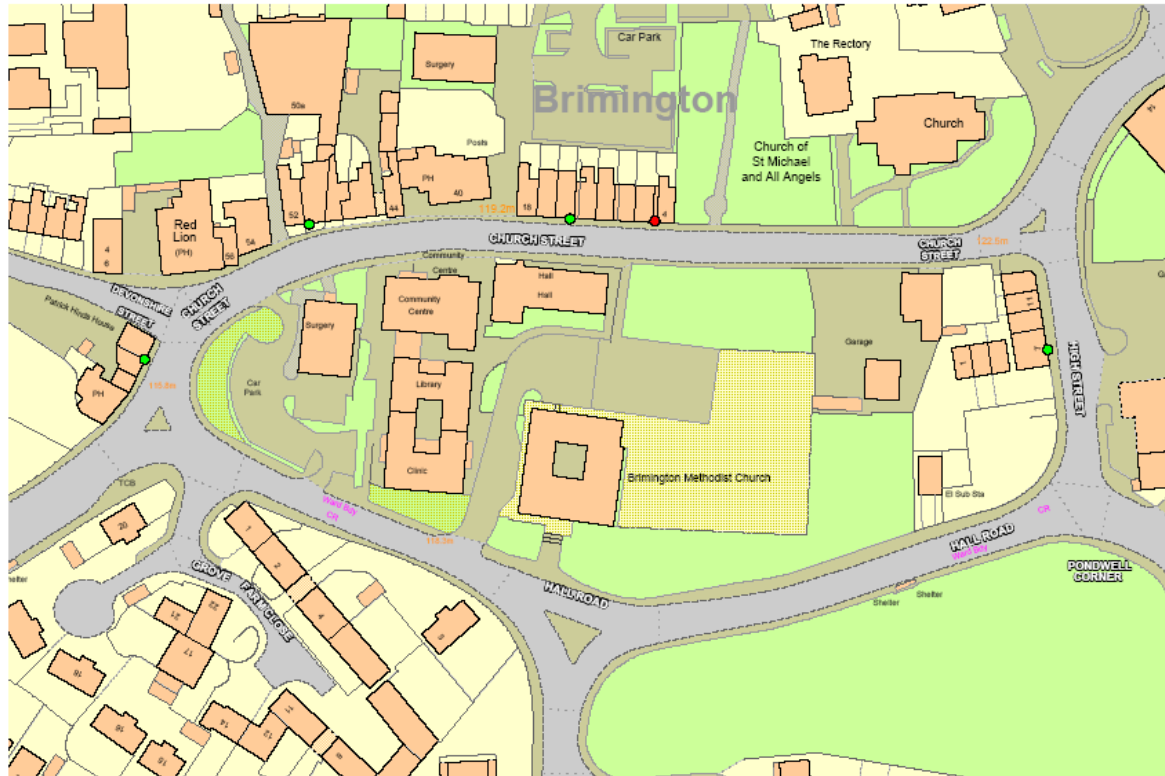 Car Park
The Rectory
Surgery
50a
Brimington
Church
Posts
Church of
St Michael
and All Angels
PH
40
52
44
18
4
119.2m
Red
Lion
(PH)
54
56
4
6
CHURCH STREET
CHURCH
STREET
122.5m
Community
Centre
Hall
Hall
Community
Centre
DEVONSHIRE
STREET
CHURCH
STREET
Patrick Hinds House
Surgery
11
Garage
1
7
HIGH STREET
Library
Car
Park
115.8m
PH
Clinic
Brimington Methodist Church
TCB
El Sub Sta
Ward Bdy
CR
CR
HALL ROAD
Ward Bdy
20
1
2
PONDWELL
CORNER
GROVE
FARM CLOSE
HALL ROAD
Shelter
Shelter
22
21
4
17
18
16
14
12
11
15